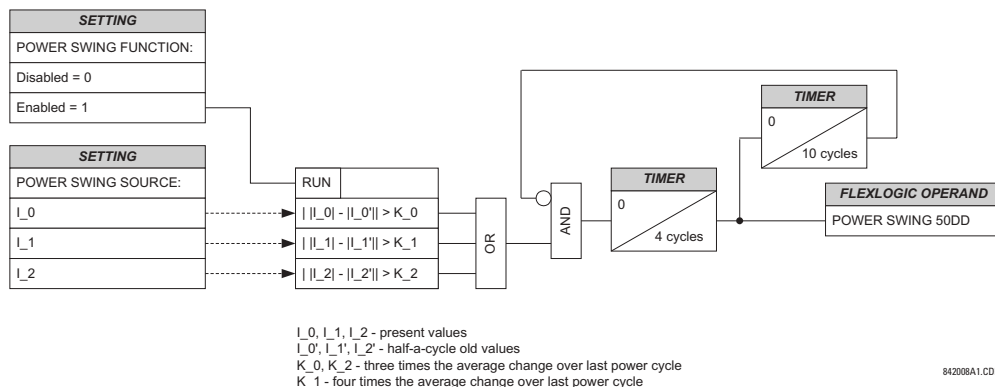 SETTING
POWER SWING FUNCTION:
Disabled = 0
Enabled = 1
SETTING
POWER SWING SOURCE:
I_0
I_1
I_2
RUN
| |I_0| - |I_0'|| > K_0
| |I_1| - |I_1'|| > K_1
| |I_2| - |I_2'|| > K_2
OR
AND
TIMER
0
4 cycles
TIMER
0
10 cycles
FLEXLOGIC OPERAND
POWER SWING 50DD
I_0, I_1, I_2 - present values
I_0', I_1', I_2' - half-a-cycle old values
K_0, K_2 - three times the average change over last power cycle
K_1 - four times the average change over last power cycle
842008A1.CD